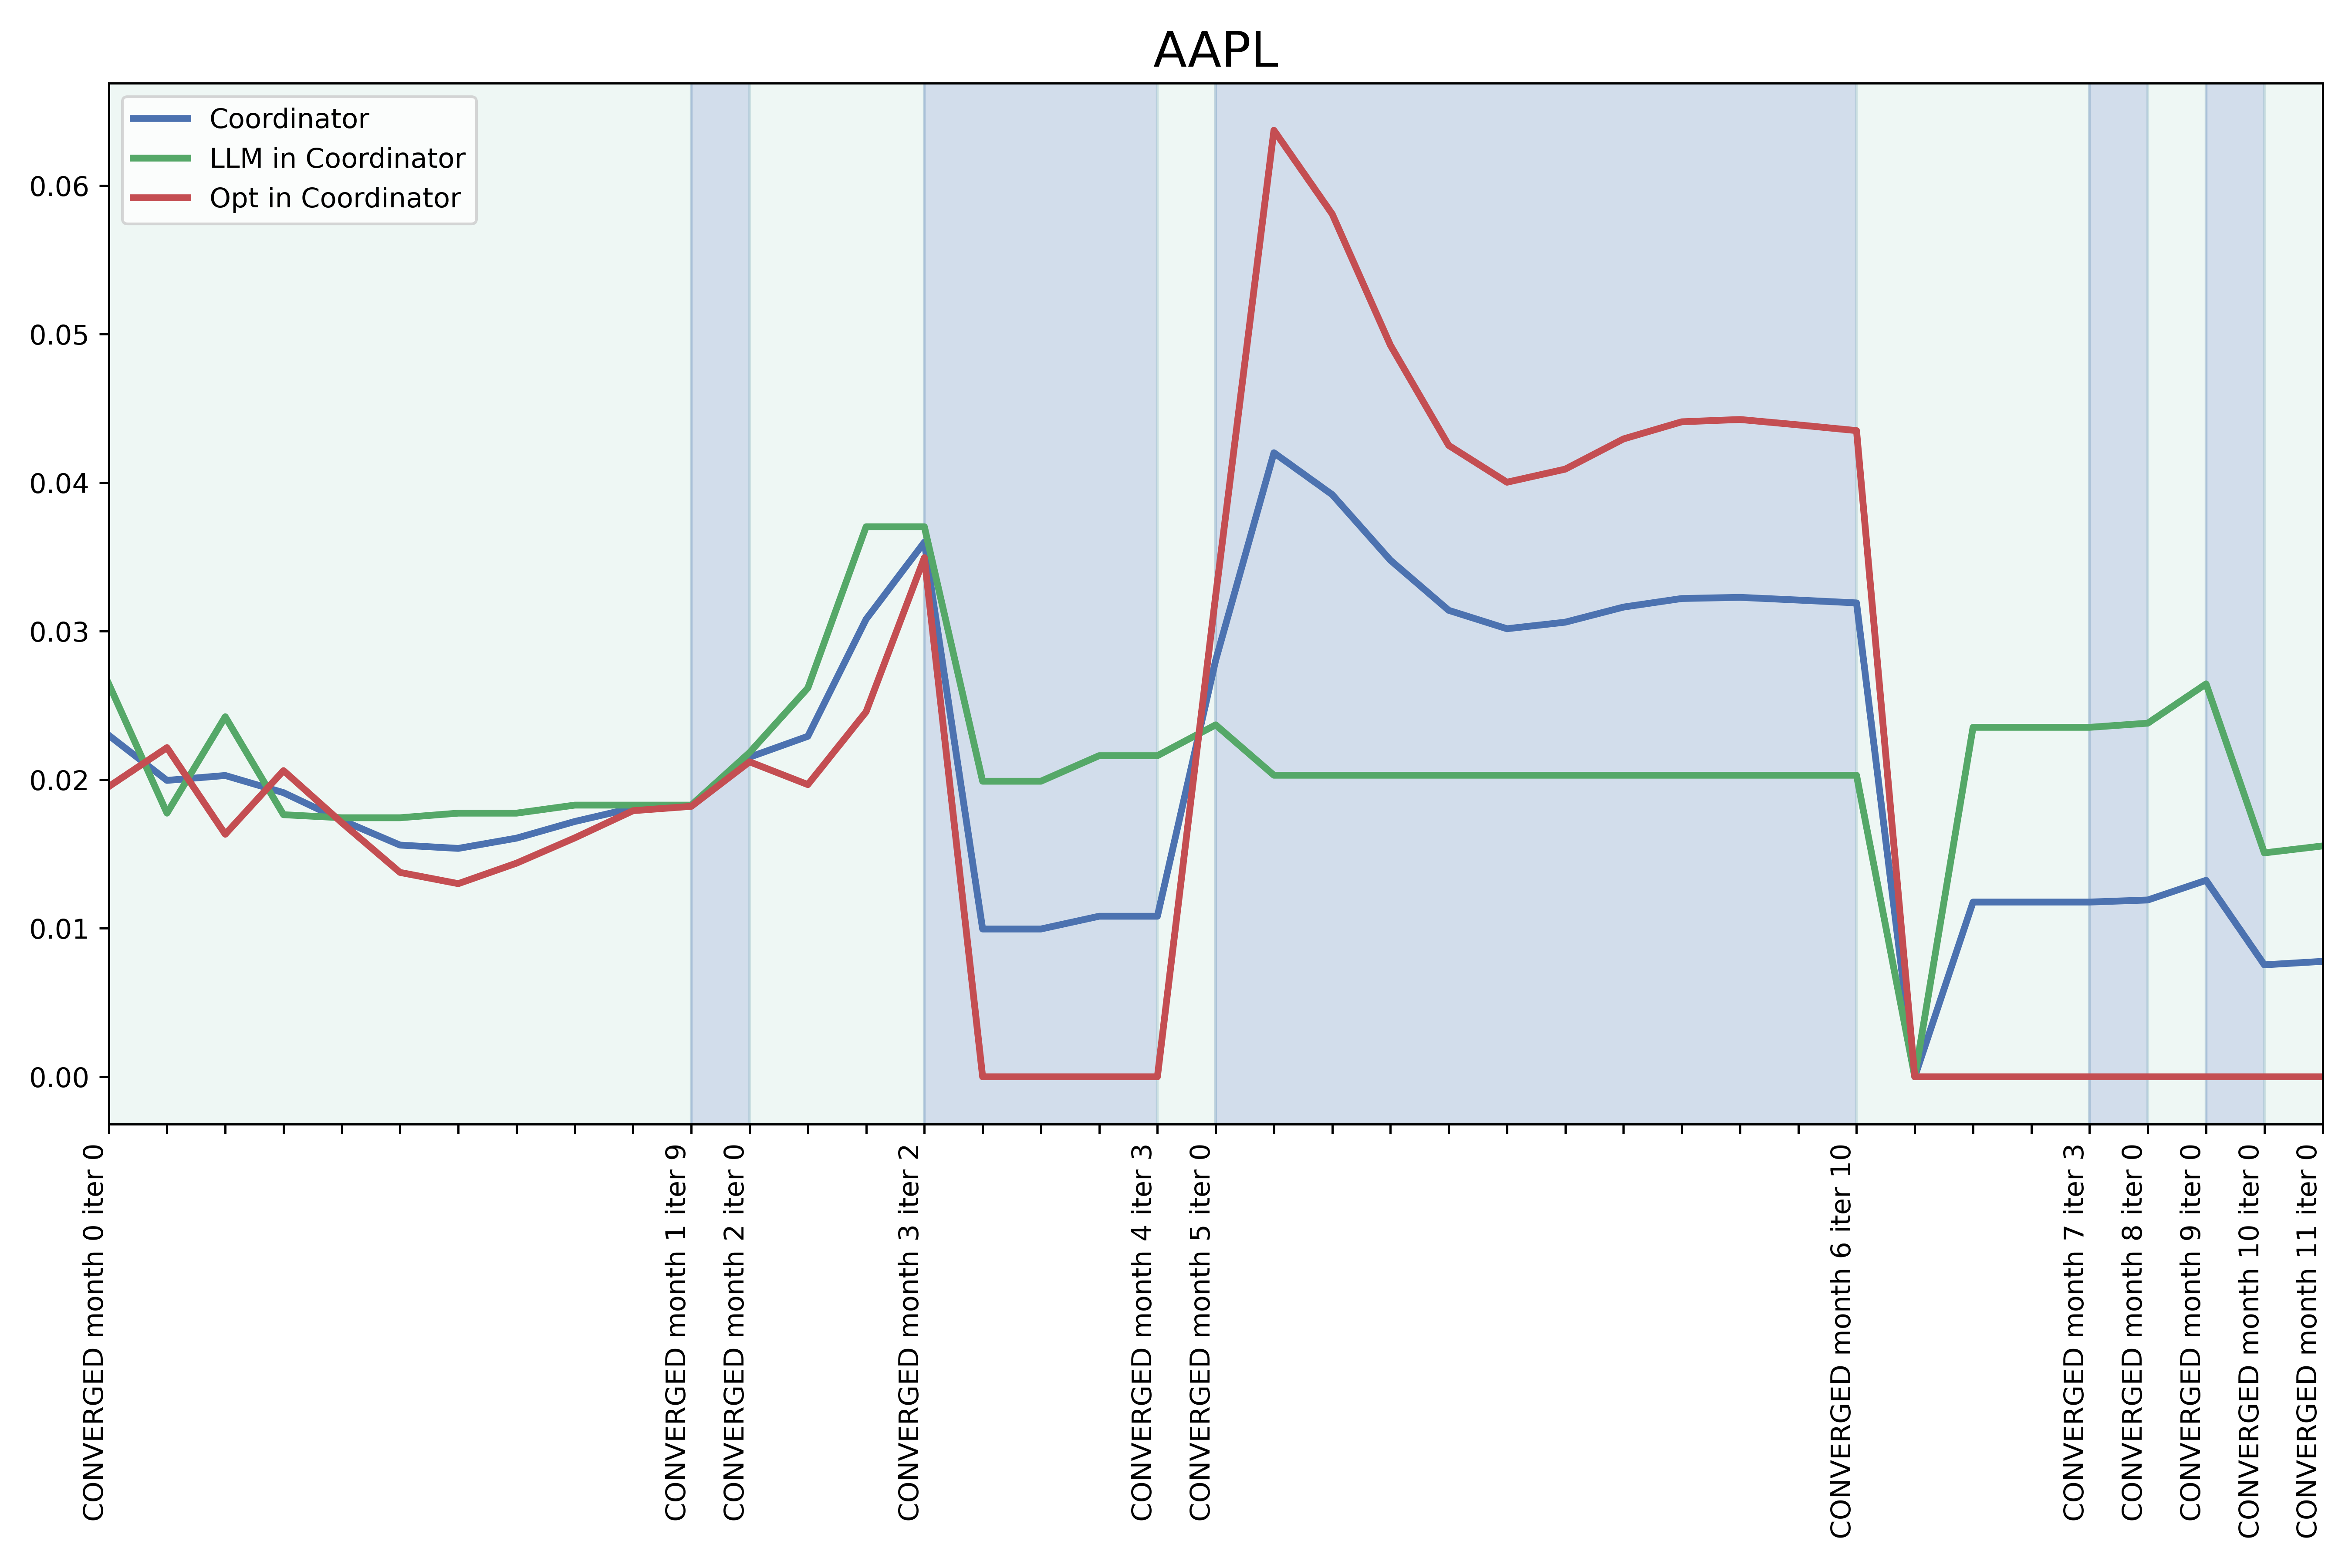 AAPL
Coordinator
LLM in Coordinator
Opt in Coordinator
0.06
0.05
0.04
0.03
0.02
0.01
0.00
CONVERGED month 0 iter 0
CONVERGED month 1 iter 9
CONVERGED month 2 iter 0
CONVERGED month 3 iter 2
CONVERGED month 4 iter 3
CONVERGED month 5 iter 0
CONVERGED month 6 iter 10
CONVERGED month 7 iter 3
CONVERGED month 8 iter 0
CONVERGED month 9 iter 0
CONVERGED month 10 iter 0
CONVERGED month 11 iter 0